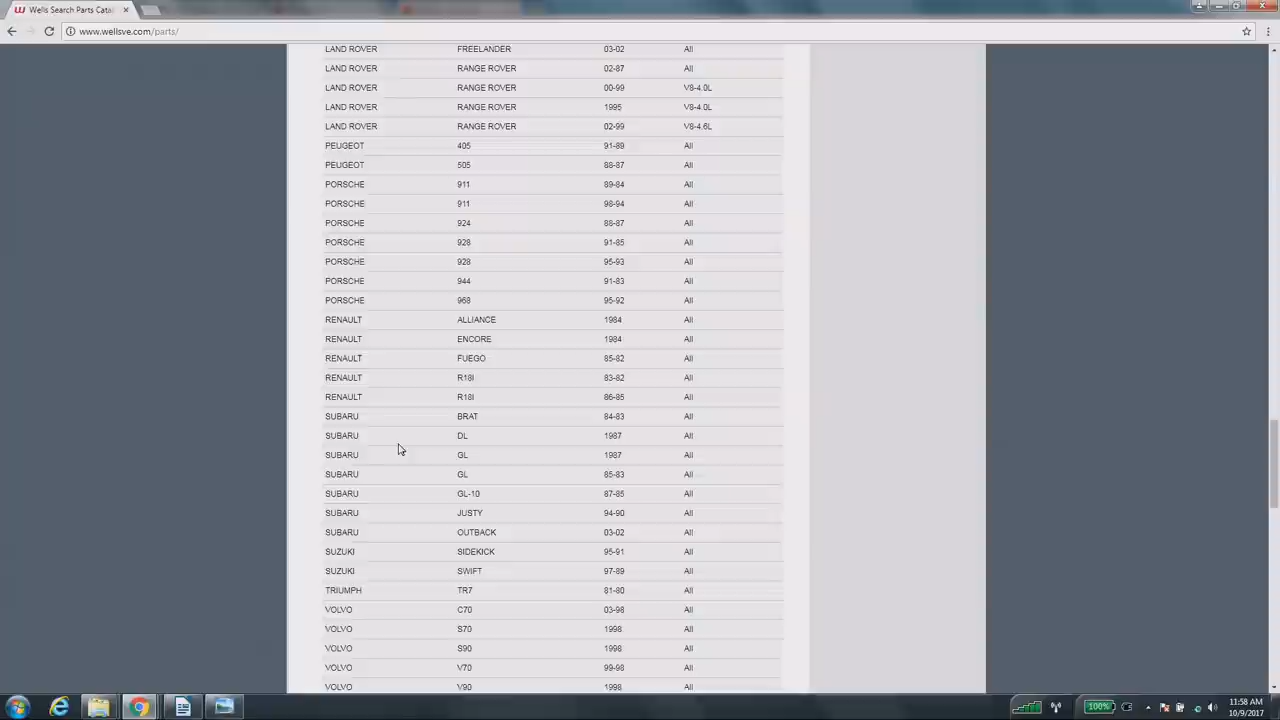 Wells Search Parts Cata
www.wellsve.com/parts/
LAND ROVER FREELANDER 03-02 All
LAND ROVER RANGE ROVER 02-87 All
LAND ROVER RANGE ROVER 00-99 V8-4.0L
LAND ROVER RANGE ROVER 1995 V8-4.0L
LAND ROVER RANGE ROVER 02-99 V8-4.6L
PEUGEOT 405 91-89 All
PEUGEOT 505 88-87 All
PORSCHE 911 89-84 All
PORSCHE 911 98-94 All
PORSCHE 924 88-87 All
PORSCHE 928 91-85 All
PORSCHE 928 95-93 All
PORSCHE 944 91-83 All
PORSCHE 968 95-92 All
RENAULT ALLIANCE 1984 All
RENAULT ENCORE 1984 All
RENAULT FUEGO 85-82 All
RENAULT R18I 83-82 All
RENAULT R18I 86-85 All
SUBARU BRAT 84-83 All
SUBARU DL 1987 All
SUBARU GL 1987 All
SUBARU GL 85-83 All
SUBARU GL-10 87-85 All
SUBARU JUSTY 94-90 All
SUBARU OUTBACK 03-02 All
SUZUKI SIDEKICK 95-91 All
SUZUKI SWIFT 97-89 All
TRIUMPH TR7 81-80 All
VOLVO C70 03-98 All
VOLVO S70 1998 All
VOLVO S90 1998 All
VOLVO V70 99-98 All
VOLVO V90 1998 All
100%
11:58 AM
10/9/2017